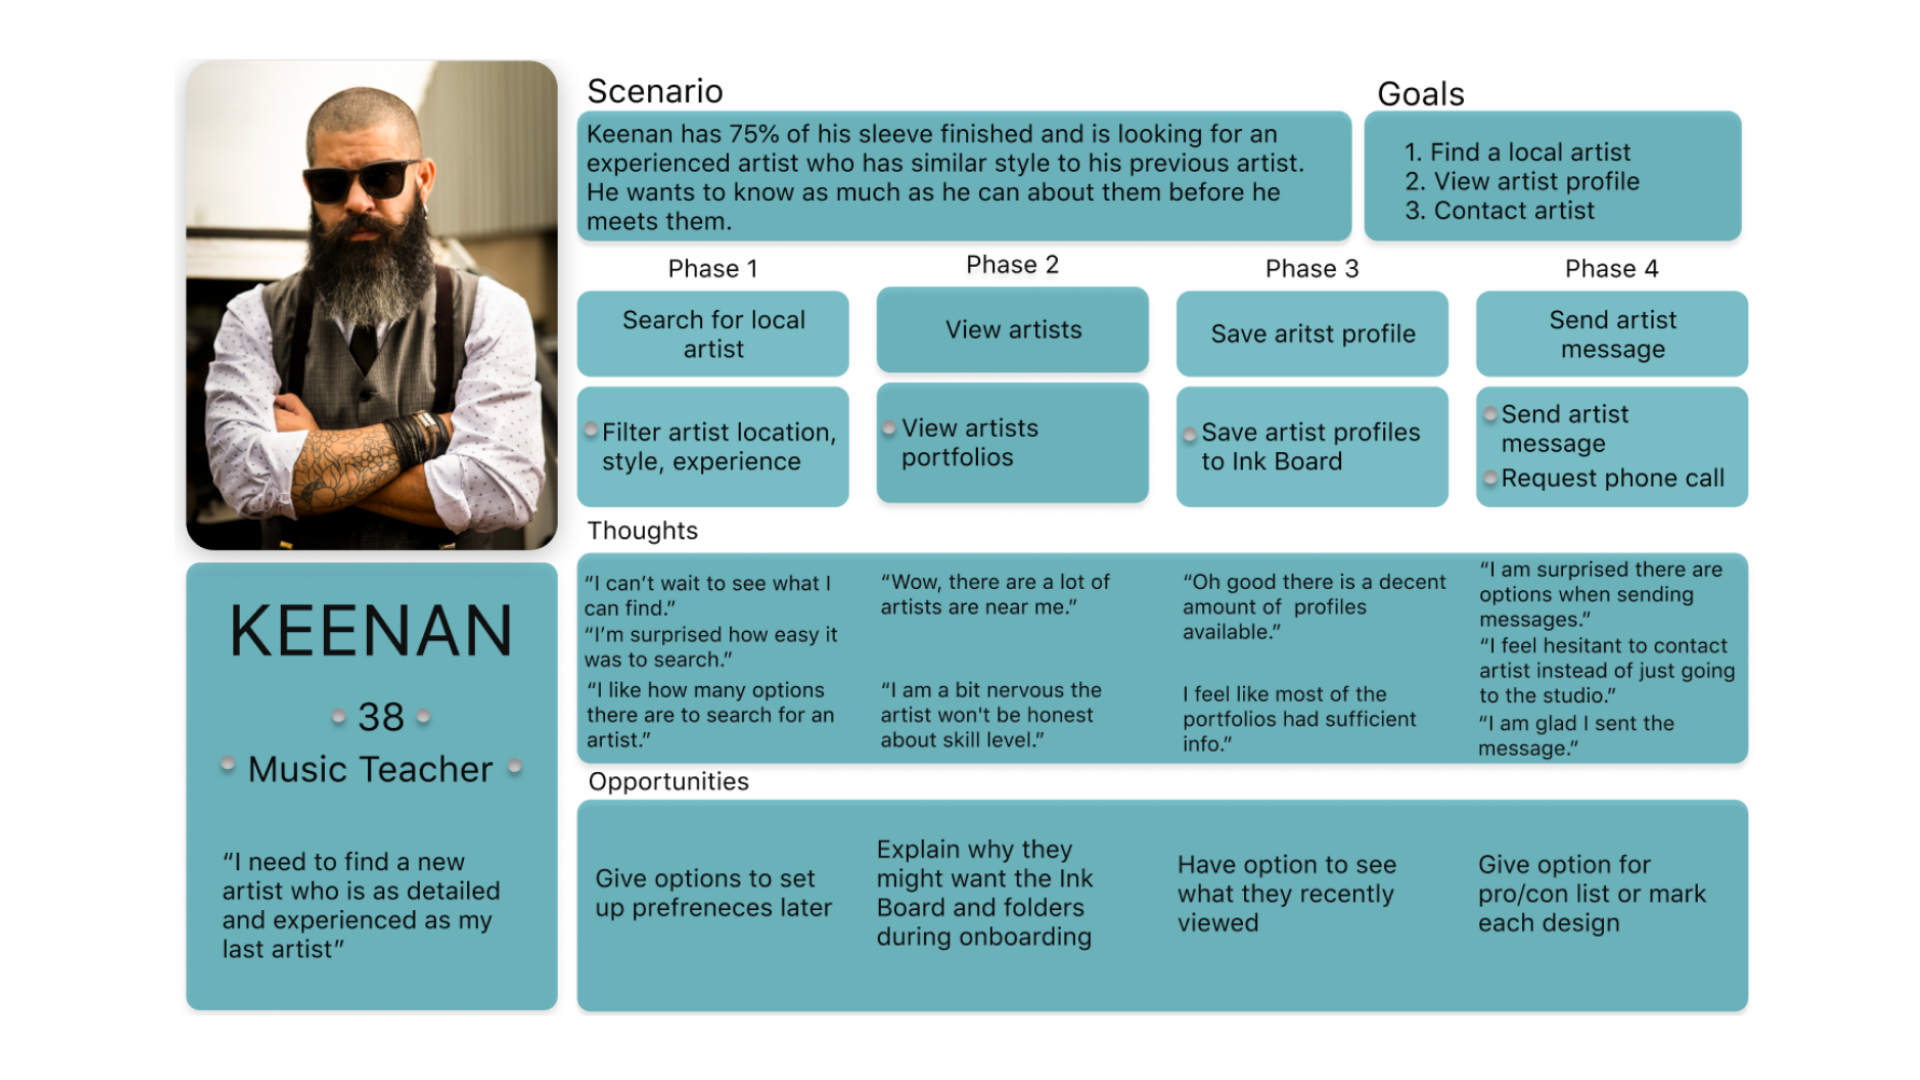 Scenario
Keenan has 75% of his sleeve finished and is looking for an
experienced artist who has similar style to his previous artist.
He wants to know as much as he can about them before he
meets them.
Goals
1. Find a local artist
2. View artist profile
3. Contact artist
Phase 1
Search for local
artist
Filter artist location,
style, experience
Phase 2
View artists
View artists
portfolios
Phase 3
Save aritst profile
Save artist profiles
to Ink Board
Phase 4
Send artist
message
Send artist
message
Request phone call
Thoughts
“I can’t wait to see what I
can find.”
“I’m surprised how easy it
was to search.”
“I like how many options
there are to search for an
artist.”
“Wow, there are a lot of
artists are near me.”
“I am a bit nervous the
artist won't be honest
about skill level.”
“Oh good there is a decent
amount of  profiles
available.”
I feel like most of the
portfolios had sufficient
info.”
“I am surprised there are
options when sending
messages.”
“I feel hesitant to contact
artist instead of just going
to the studio.”
“I am glad I sent the
message.”
Opportunities
Give options to set
up prefreneces later
Explain why they
might want the Ink
Board and folders
during onboarding
Have option to see
what they recently
viewed
Give option for
pro/con list or mark
each design
KEENAN
38
Music Teacher
“I need to find a new
artist who is as detailed
and experienced as my
last artist”